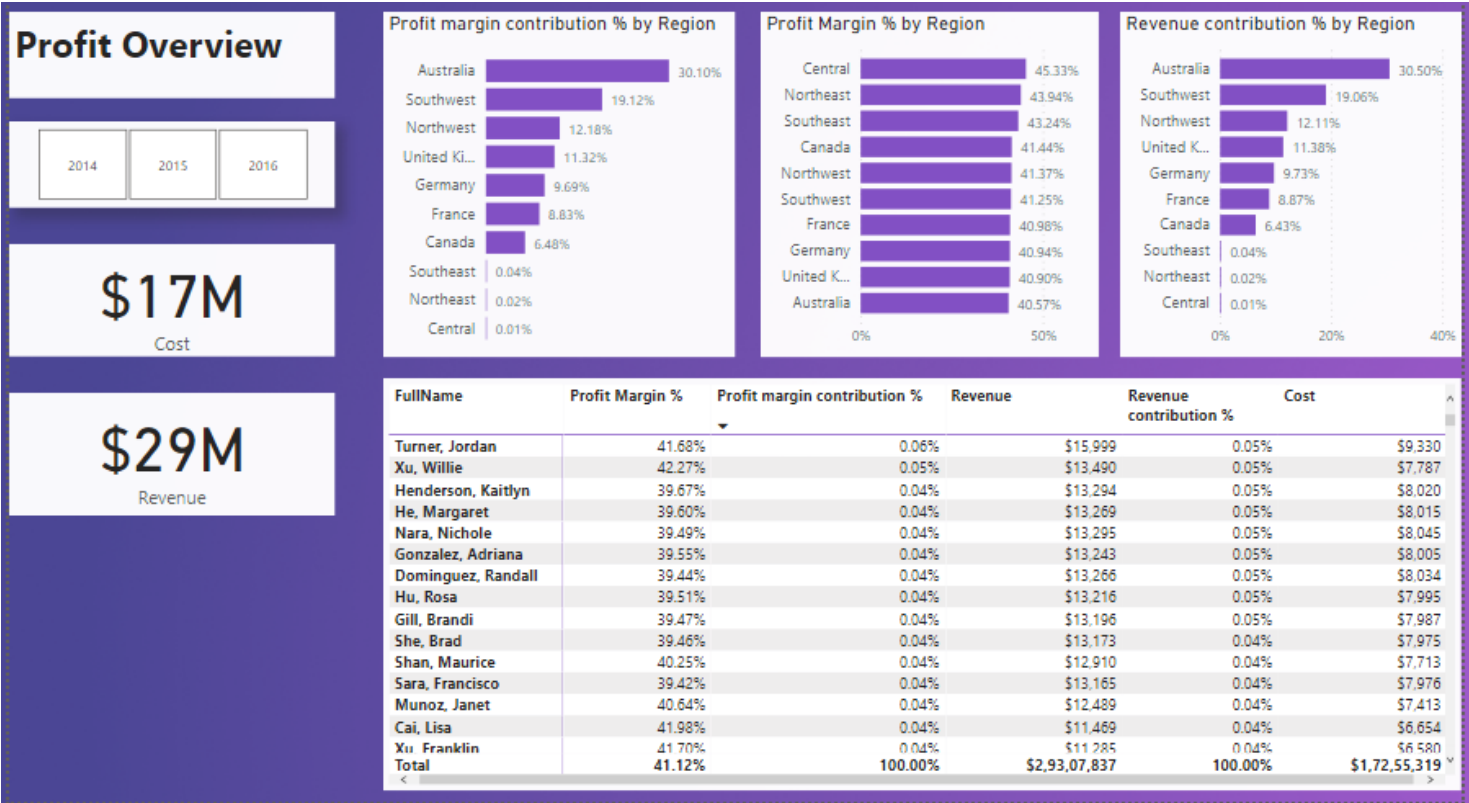 Profit Overview
2014 2015 2016
$17M
Cost
$29M
Revenue
Profit margin contribution % by Region
Australia 30.10%
Southwest 19.12%
Northwest 12.18%
United Ki... 11.32%
Germany 9.69%
France 8.83%
Canada 6.48%
Southeast 0.04%
Northeast 0.02%
Central 0.01%
Profit Margin % by Region
Central 45.33%
Northeast 43.94%
Southeast 43.24%
Canada 41.44%
Northwest 41.37%
Southwest 41.25%
France 40.98%
Germany 40.94%
United K... 40.90%
Australia 40.57%
0% 50%
Revenue contribution % by Region
Australia 30.50%
Southwest 19.06%
Northwest 12.11%
United K... 11.38%
Germany 9.73%
France 8.87%
Canada 6.43%
Southeast 0.04%
Northeast 0.02%
Central 0.01%
0% 20% 40%
FullName Profit Margin % Profit margin contribution % Revenue Revenue contribution % Cost
Turner, Jordan 41.68% 0.06% $15,999 0.05% $9,330
Xu, Willie 42.27% 0.05% $13,490 0.05% $7,787
Henderson, Kaitlyn 39.67% 0.04% $13,294 0.05% $8,020
He, Margaret 39.60% 0.04% $13,269 0.05% $8,015
Nara, Nichole 39.49% 0.04% $13,295 0.05% $8,045
Gonzalez, Adriana 39.55% 0.04% $13,243 0.05% $8,005
Dominguez, Randall 39.44% 0.04% $13,266 0.05% $8,034
Hu, Rosa 39.51% 0.04% $13,216 0.05% $7,995
Gill, Brandi 39.47% 0.04% $13,196 0.05% $7,987
She, Brad 39.46% 0.04% $13,173 0.04% $7,975
Shan, Maurice 40.25% 0.04% $12,910 0.04% $7,713
Sara, Francisco 39.42% 0.04% $13,165 0.04% $7,976
Munoz, Janet 40.64% 0.04% $12,489 0.04% $7,413
Cai, Lisa 41.98% 0.04% $11,469 0.04% $6,654
Xu, Franklin 41.70% 0.04% $11,285 0.04% $6,580
Total 41.12% 100.00% $2,93,07,837 100.00% $1,72,55,319